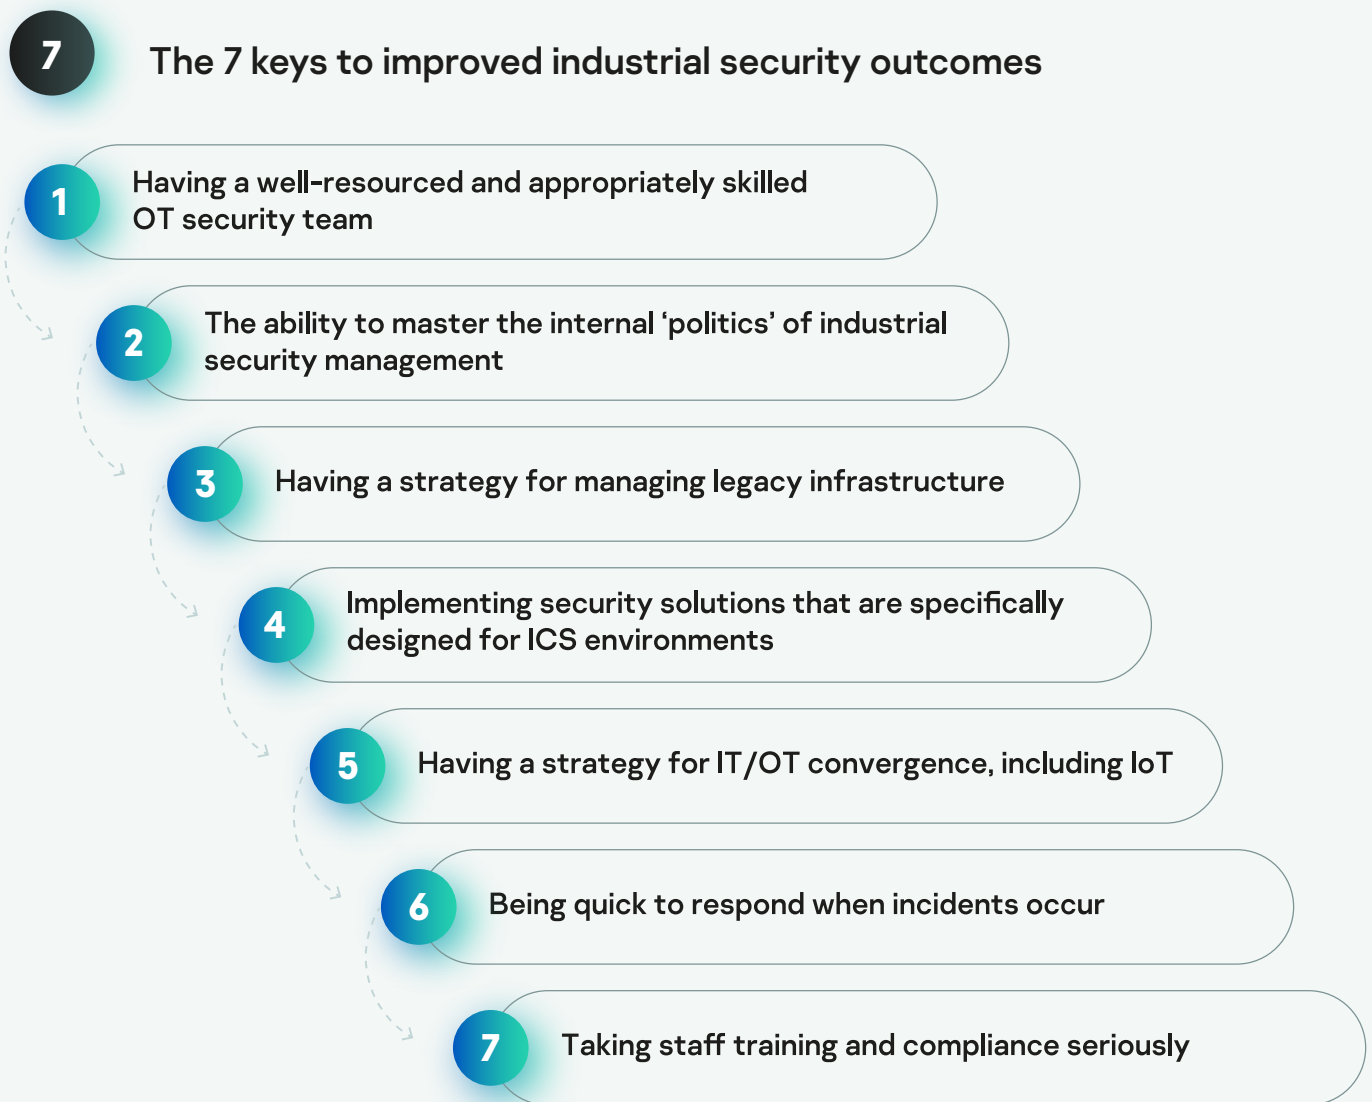 7
The 7 keys to improved industrial security outcomes
1
Having a well-resourced and appropriately skilled
OT security team
2
The ability to master the internal ‘politics’ of industrial
security management
3
Having a strategy for managing legacy infrastructure
4
Implementing security solutions that are specifically
designed for ICS environments
5
Having a strategy for IT/OT convergence, including IoT
6
Being quick to respond when incidents occur
7
Taking staff training and compliance seriously